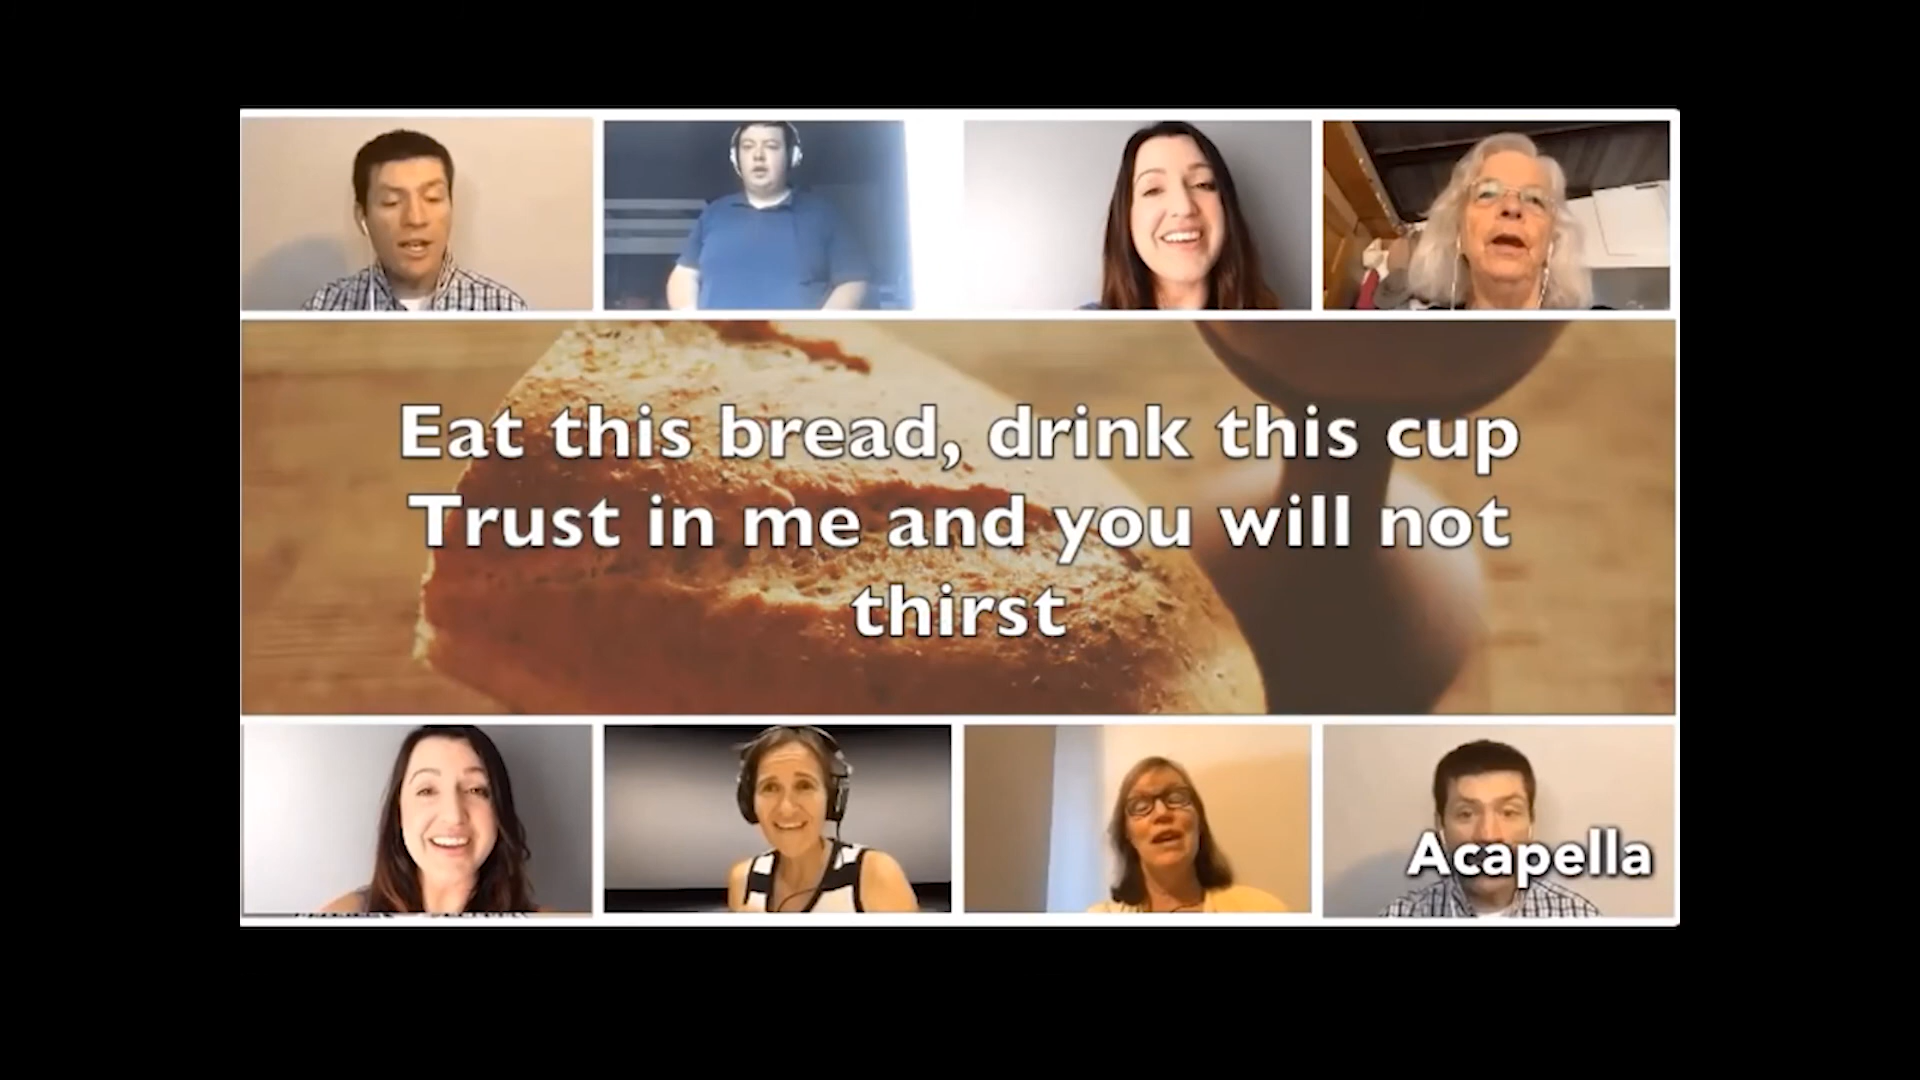 Eat this bread, drink this cup
Trust in me and you will not
thirst
Acapella